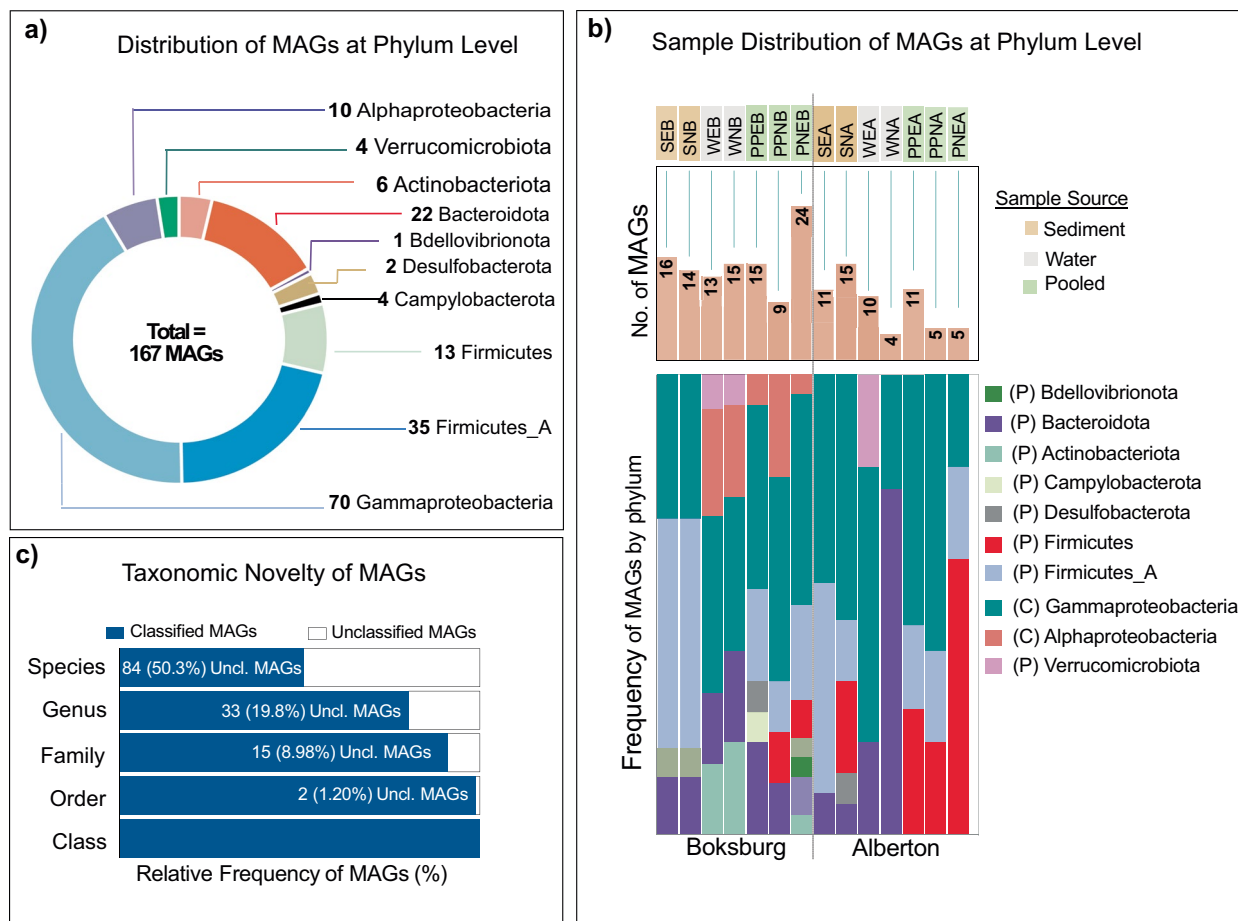 a)
Distribution of MAGs at Phylum Level
10 Alphaproteobacteria
4 Verrucomicrobiota
6 Actinobacteriota
22 Bacteroidota
1 Bdellovibrionota
2 Desulfobacterota
4 Campylobacterota
13 Firmicutes
35 Firmicutes_A
70 Gammaproteobacteria
Total =
167 MAGs
b)
Sample Distribution of MAGs at Phylum Level
SEB
SNB
WEB
WNB
PPEB
PPNB
PNEB
SEA
SNA
WEA
WNA
PPEA
PPNA
PNEA
No. of MAGs
16
14
13
15
15
9
24
11
15
10
4
11
5
5
Sample Source
Sediment
Water
Pooled
Frequency of MAGs by phylum
(P) Bdellovibrionota
(P) Bacteroidota
(P) Actinobacteriota
(P) Campylobacterota
(P) Desulfobacterota
(P) Firmicutes
(P) Firmicutes_A
(C) Gammaproteobacteria
(C) Alphaproteobacteria
(P) Verrucomicrobiota
Boksburg
Alberton
c)
Taxonomic Novelty of MAGs
Classified MAGs
Unclassified MAGs
Species
84 (50.3%) Uncl. MAGs
Genus
33 (19.8%) Uncl. MAGs
Family
15 (8.98%) Uncl. MAGs
Order
2 (1.20%) Uncl. MAGs
Class
Relative Frequency of MAGs (%)